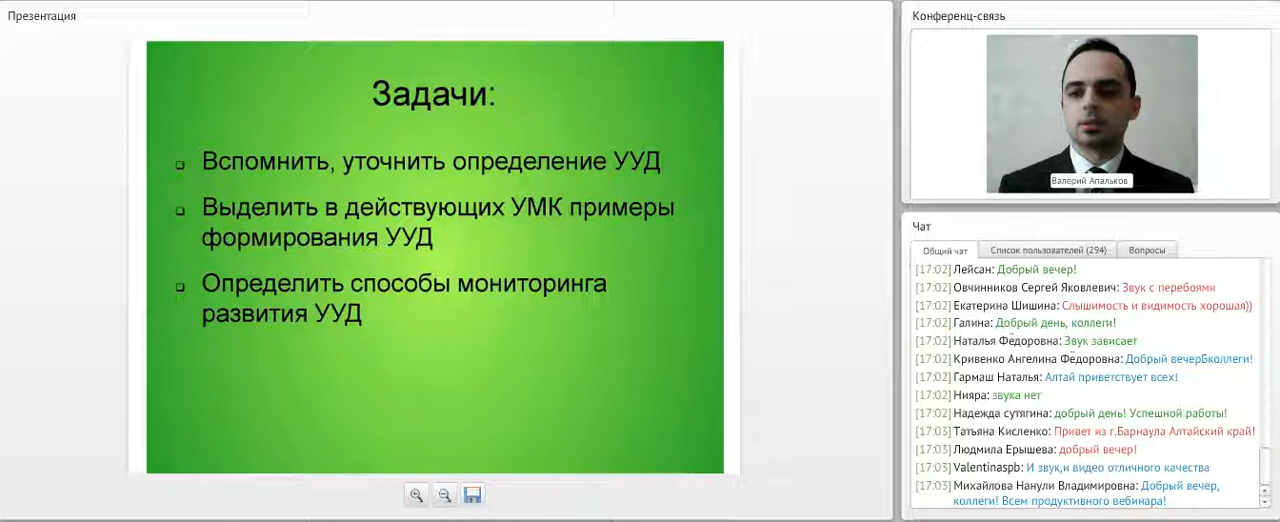 Презентация
Задачи:
Вспомнить, уточнить определение УУД
Выделить в действующих УМК примеры
формирования УУД
Определить способы мониторинга
развития УУД
Конференц-связь
Валерий Апальков
Чат
Общий чат
Список пользователей (294)
Вопросы
[17:02] Лейсан: Добрый вечер!
[17:02] Овчинников Сергей Яковлевич: Звук с перебоями
[17:02] Екатерина Шишина: Слышимость и видимость хорошая))
[17:02] Галина: Добрый день, коллеги!
[17:02] Наталья Фёдоровна: Звук зависает
[17:02] Кривенко Ангелина Фёдоровна: Добрый вечерБколлеги!
[17:02] Гармаш Наталья: Алтай приветствует всех!
[17:02] Нияра: звука нет
[17:02] Надежда сутягина: добрый день! Успешной работы!
[17:03] Татьяна Кисленко: Привет из г.Барнаула Алтайский край!
[17:03] Людмила Ерышева: добрый вечер!
[17:03] Valentinaspb: И звук,и видео отличного качества
[17:03] Михайлова Нанули Владимировна: Добрый вечер,
коллеги! Всем продуктивного вебинара!